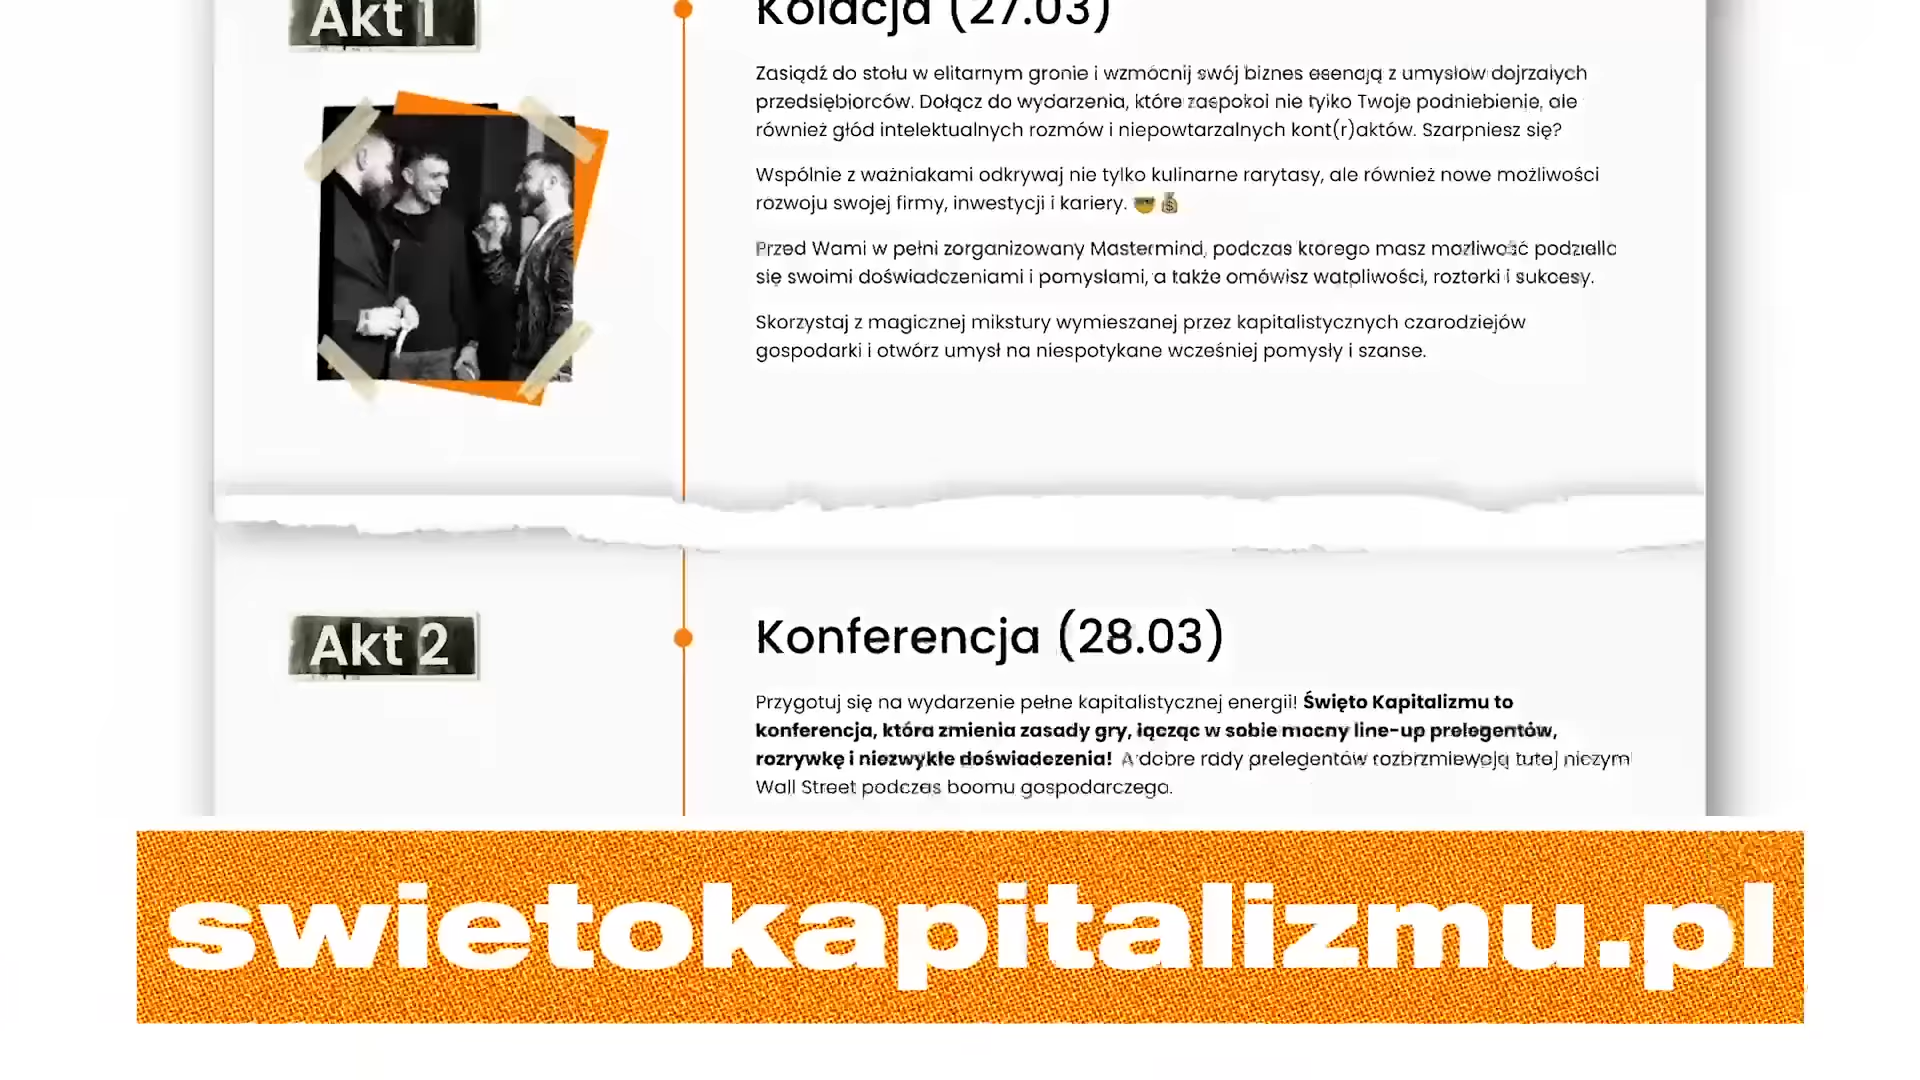 Akt 1
Kolacja (27.03)
Zasiądź do stołu w elitarnym gronie i wzmocnij swój biznes esencją z umysłów dojrzałych
przedsiębiorców. Dołącz do wydarzenia, które zaspokoi nie tylko Twoje podniebienie, ale
również głód intelektualnych rozmów i niepowtarzalnych kont(r)aktów. Szarpniesz się?
Wspólnie z ważniakami odkrywaj nie tylko kulinarne rarytasy, ale również nowe możliwości
rozwoju swojej firmy, inwestycji i kariery. 😎💰
Przed Wami w pełni zorganizowany Mastermind, podczas którego masz możliwość podzielić
się swoimi doświadczeniami i pomysłami, a także omówisz wątpliwości, rozterki i sukcesy.
Skorzystaj z magicznej mikstury wymieszanej przez kapitalistycznych czarodziejów
gospodarki i otwórz umysł na niespotykane wcześniej pomysły i szanse.
Akt 2
Konferencja (28.03)
Przygotuj się na wydarzenie pełne kapitalistycznej energii! Święto Kapitalizmu to
konferencja, która zmienia zasady gry, łącząc w sobie mocny line-up prelegentów,
rozrywkę i niezwykłe doświadczenia! A dobre rady prelegentów rozbrzmiewają tutaj niczym
Wall Street podczas boomu gospodarczego.
swietokapitalizmu.pl